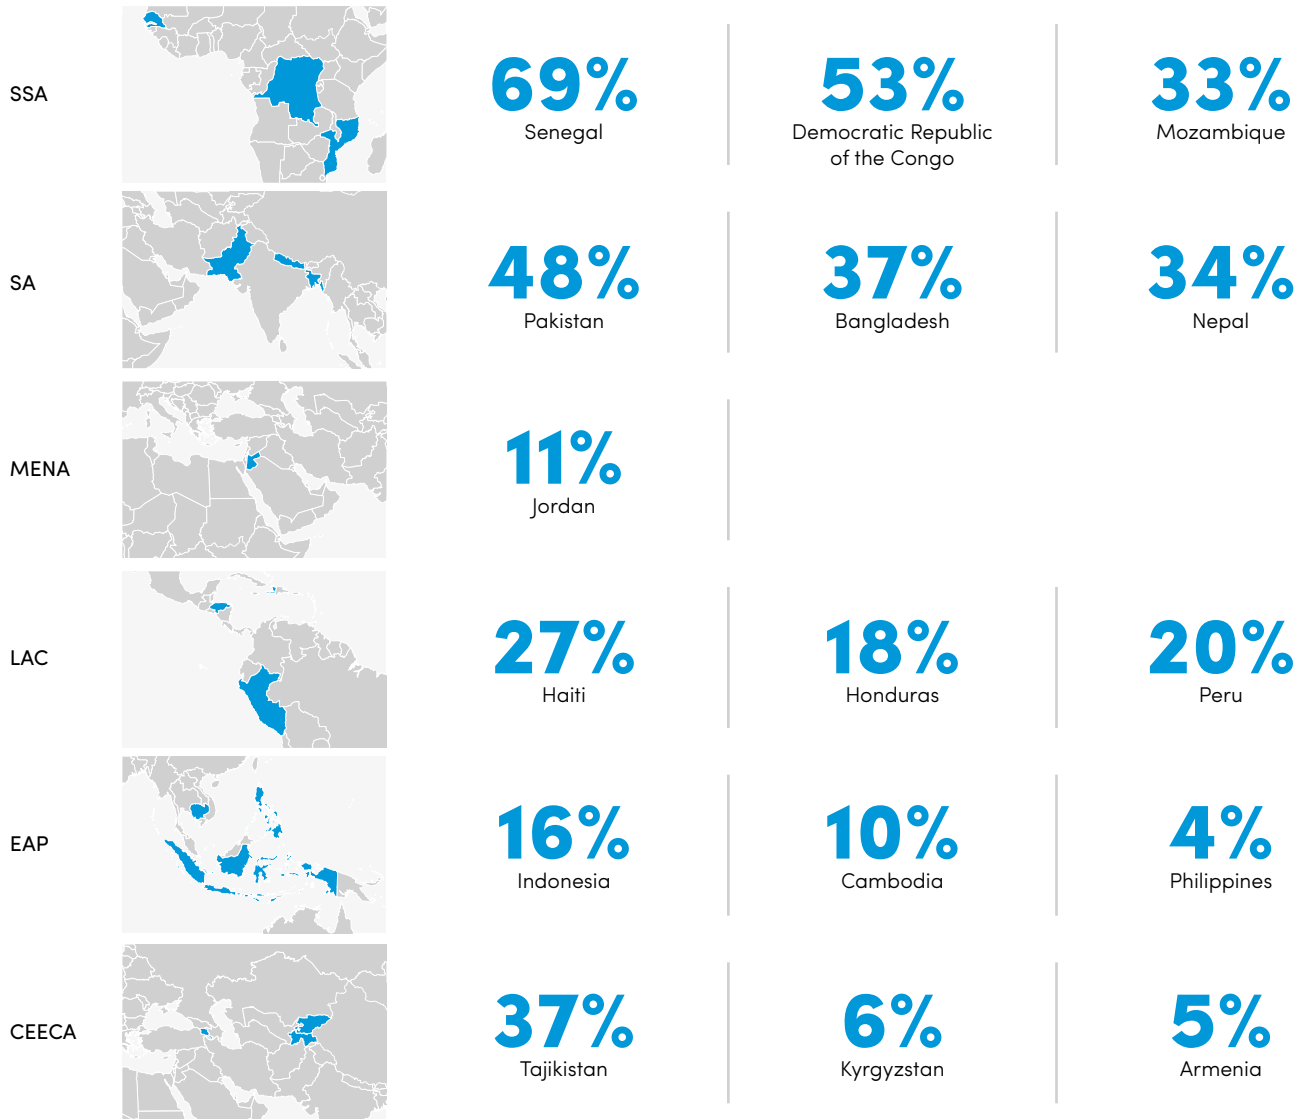 SSA
69%
Senegal
53%
Democratic Republic
of the Congo
33%
Mozambique
SA
48%
Pakistan
37%
Bangladesh
34%
Nepal
MENA
11%
Jordan
LAC
27%
Haiti
18%
Honduras
20%
Peru
EAP
16%
Indonesia
10%
Cambodia
4%
Philippines
CEECA
37%
Tajikistan
6%
Kyrgyzstan
5%
Armenia